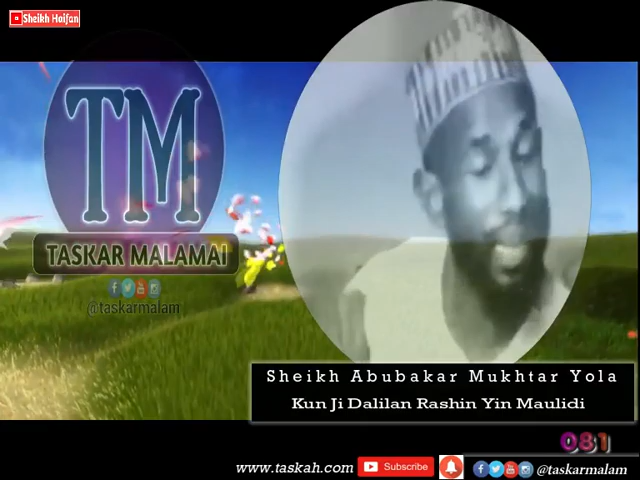 Sheikh Haifan
TM
TASKAR MALAMAI
@taskarmalam
Sheikh Abubakar Mukhtar Yola
Kun Ji Dalilan Rashin Yin Maulidi
081
www.taskah.com Subscribe @taskarmalam